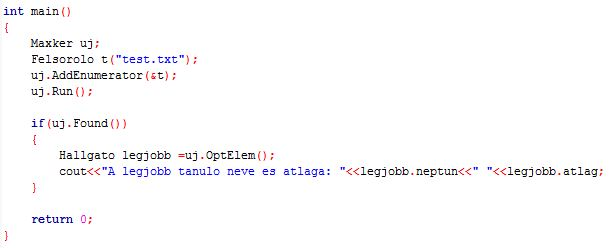 int main()
{
Maxker uj;
Felsorolo t("test.txt");
uj.AddEnumerator(&t);
uj.Run();
if(uj.Found())
{
Hallgato legjobb =uj.OptElem();
cout<<"A legjobb tanulo neve es atlaga: "<<legjobb.neptun<<" "<<legjobb.atlag;
}
return 0;
}